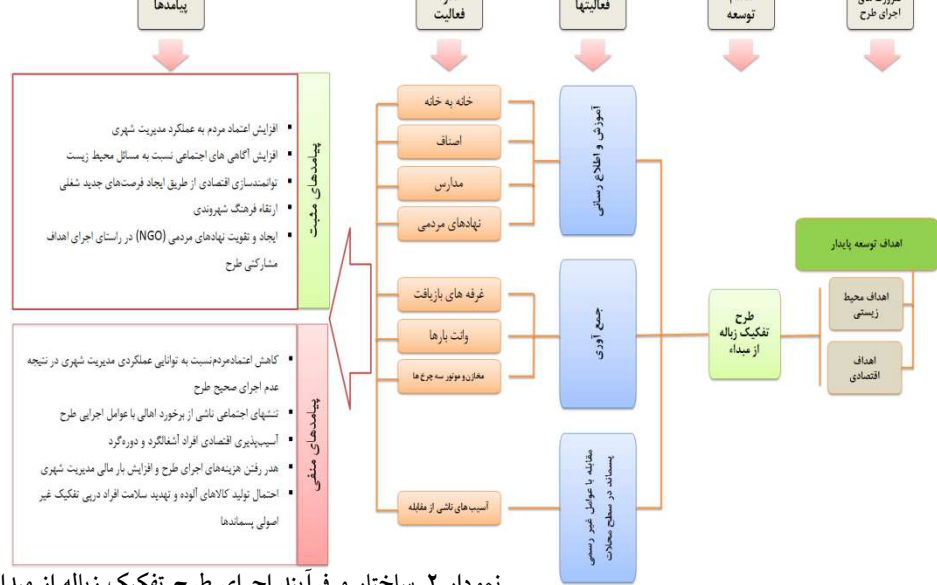 پیامدها
فعالیت
فعالیتها
توسعه
اجرای طرح
اهداف توسعه پایدار
اهداف محیط
زیستی
اهداف
اقتصادی
طرح
تفکیک زباله
از مبداء
آموزش و اطلاع رسانی
جمع آوری
مقابله با عوامل غیر رسمی
پسماند در سطح محلات
خانه به خانه
اصناف
مدارس
نهادهای مردمی
غرفه های بازیافت
وانت بارها
مخازن و موتور سه چرخ ها
آسیب های ناشی از مقابله
پیامدهای مثبت
افزایش اعتماد مردم به عملکرد مدیریت شهری
افزایش آگاهی های اجتماعی نسبت به مسائل محیط زیست
توانمندسازی اقتصادی از طریق ایجاد فرصت‌های جدید شغلی
ارتقاء فرهنگ شهروندی
ایجاد و تقویت نهادهای مردمی (NGO) در راستای اجرای اهداف
مشارکتی طرح
پیامدهای منفی
کاهش اعتمادمردم‌نسبت به توانایی عملکردی مدیریت شهری در نتیجه
عدم اجرای صحیح طرح
تنشهای اجتماعی ناشی از برخورد اهالی با عوامل اجرایی طرح
آسیب‌پذیری اقتصادی افراد آشغالگرد و دوره‌گرد
هدر رفتن هزینه‌های اجرای طرح و افزایش بار مالی مدیریت شهری
احتمال تولید کالاهای آلوده و تهدید سلامت افراد درپی تفکیک غیر
اصولی پسماندها
نمودار ۲. ساختار و فرآیند اجرای طرح تفکیک زباله از مبدا